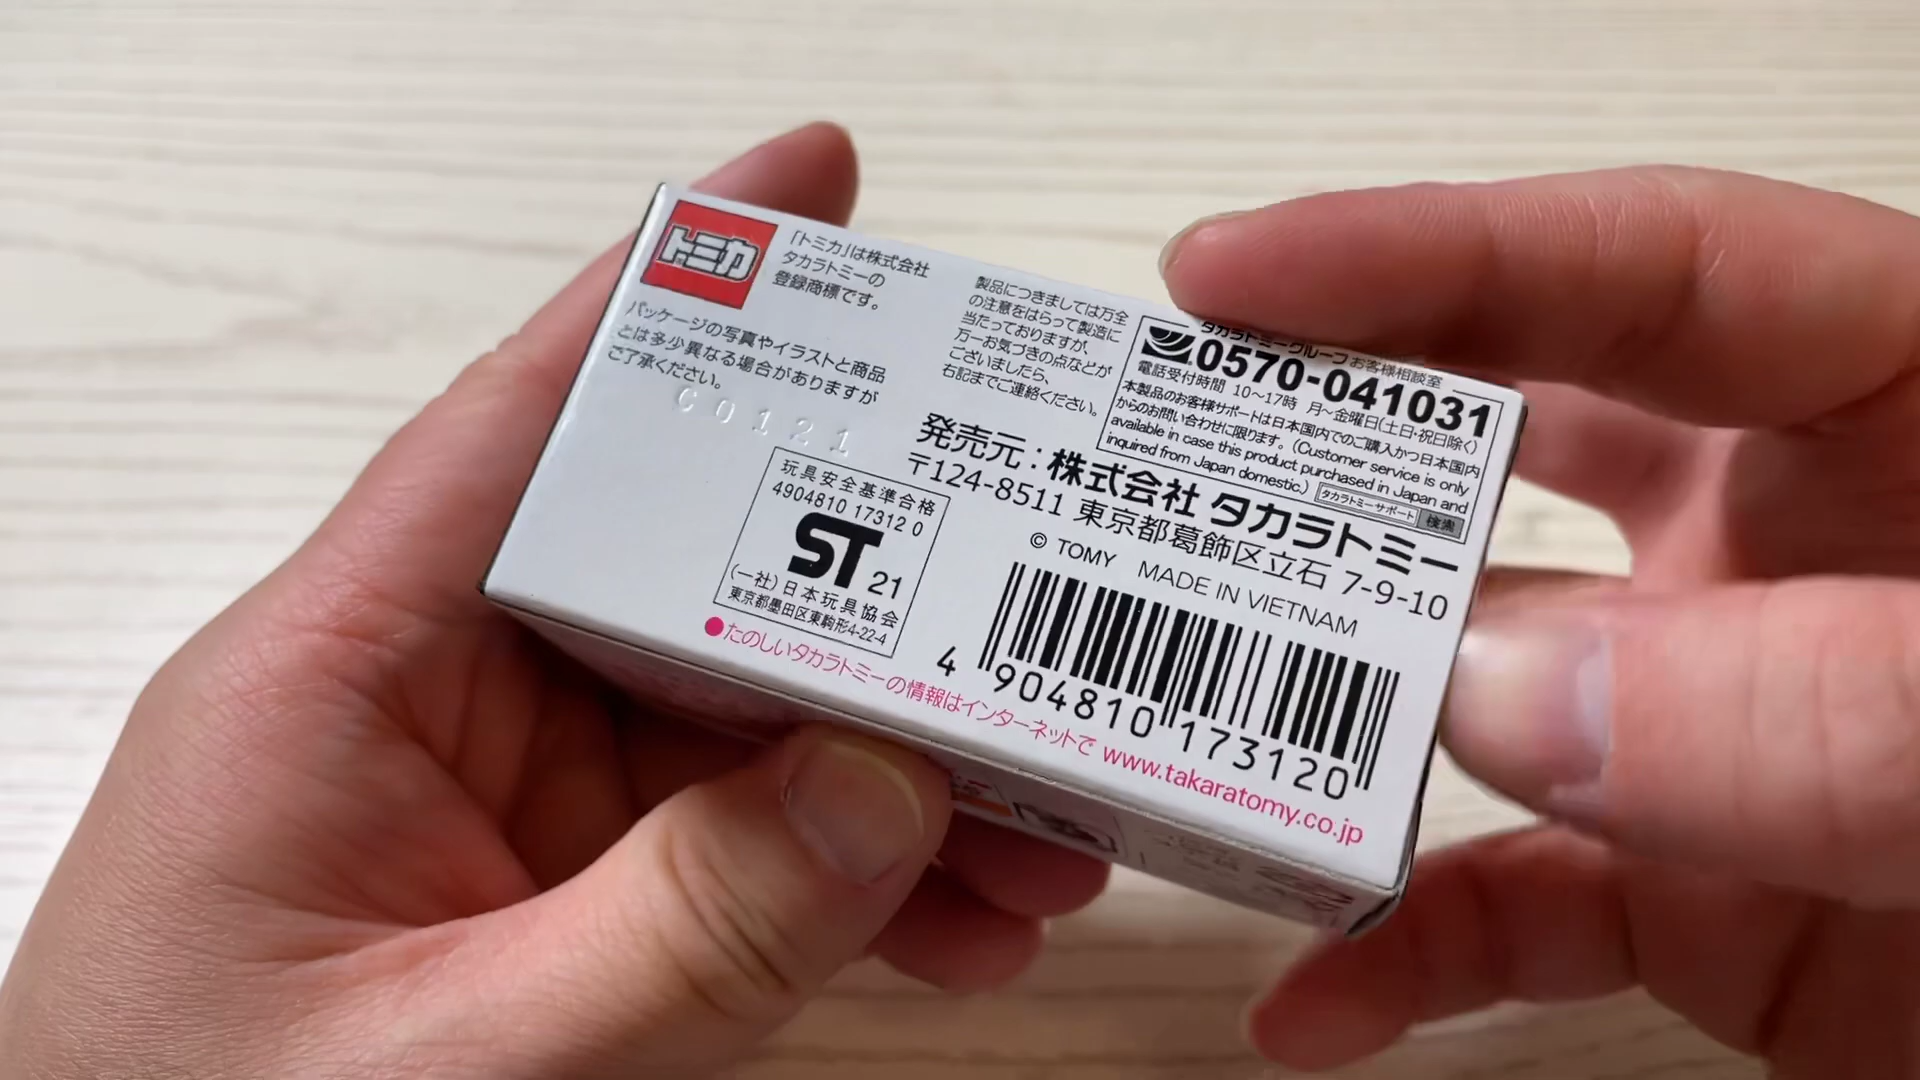 トミカ
「トミカ」は株式会社
タカラトミーの
登録商標です。
パッケージの写真やイラストと商品
とは多少異なる場合がありますが
ご了承ください。
C0121
製品につきましては万全
の注意をはらって製造に
当たっておりますが、
万一お気づきの点などが
ございましたら、
右記までご連絡ください。
タカラトミーグループお客様相談室
0570-041031
電話受付時間 10〜17時 月〜金曜日(土日・祝日除く)
本製品のお客様サポートは日本国内でのご購入かつ日本国内
からのお問い合わせに限ります。(Customer service is only
available in case this product purchased in Japan and
inquired from Japan domestic.)
タカラトミーサポート 検索
発売元：株式会社 タカラトミー
〒124-8511 東京都葛飾区立石 7-9-10
© TOMY MADE IN VIETNAM
玩具安全基準合格
4904810 17312 0
ST 21
(一社)日本玩具協会
東京都墨田区東駒形4-22-4
4 904810 173120
●たのしいタカラトミーの情報はインターネットで www.takaratomy.co.jp